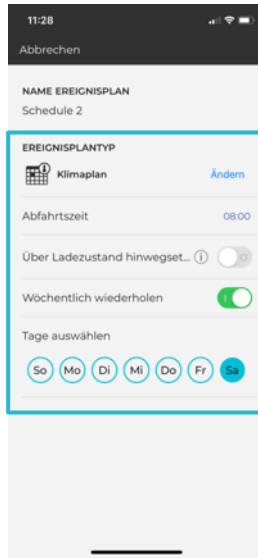 11:28
Abbrechen
NAME EREIGNISPLAN
Schedule 2
EREIGNISPLANTYP
Klimaplan Ändern
Abfahrtszeit 08:00
Über Ladezustand hinwegset...
Wöchentlich wiederholen
Tage auswählen
So Mo Di Mi Do Fr Sa